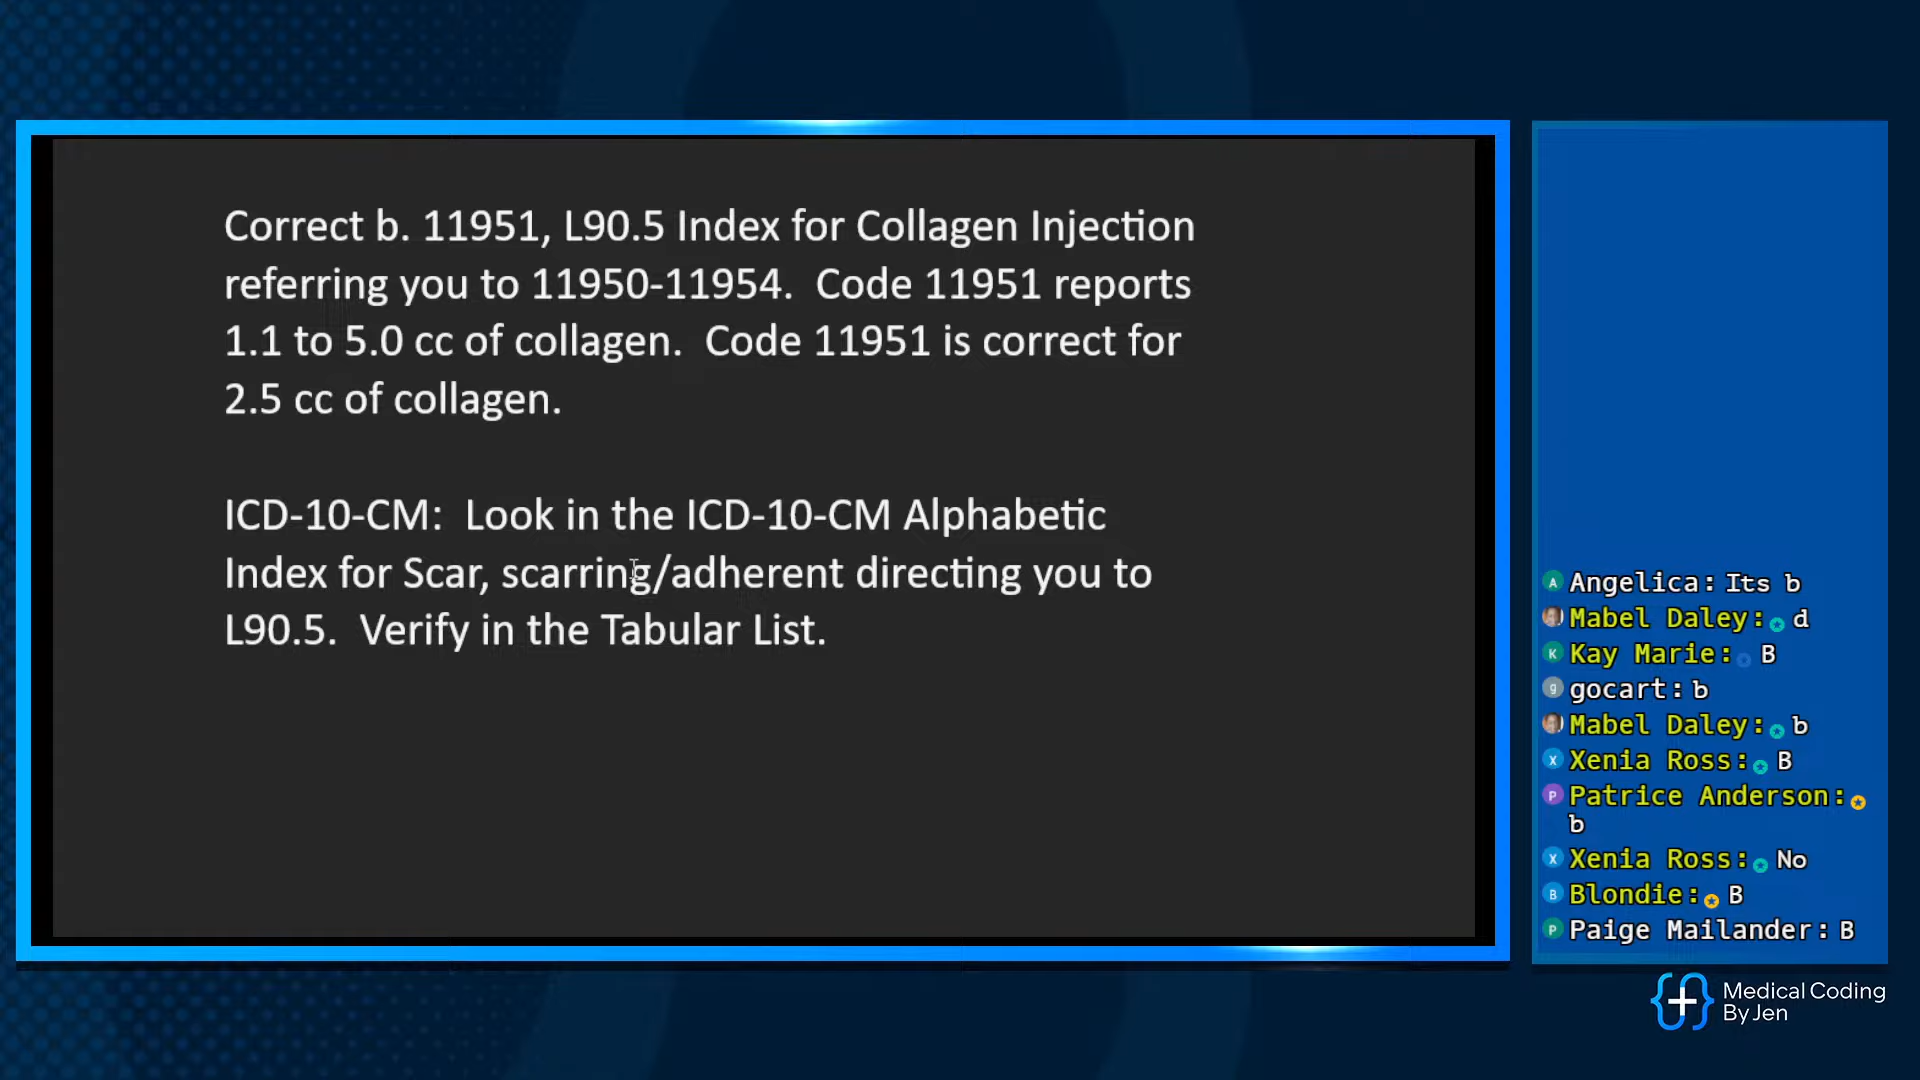 Correct b. 11951, L90.5 Index for Collagen Injection
referring you to 11950-11954.  Code 11951 reports
1.1 to 5.0 cc of collagen.  Code 11951 is correct for
2.5 cc of collagen.
ICD-10-CM:  Look in the ICD-10-CM Alphabetic
Index for Scar, scarring/adherent directing you to
L90.5.  Verify in the Tabular List.
A Angelica: Its b
Mabel Daley: d
K Kay Marie: B
g gocart: b
Mabel Daley: b
X Xenia Ross: B
P Patrice Anderson:
b
X Xenia Ross: No
B Blondie: B
P Paige Mailander: B
Medical Coding
By Jen